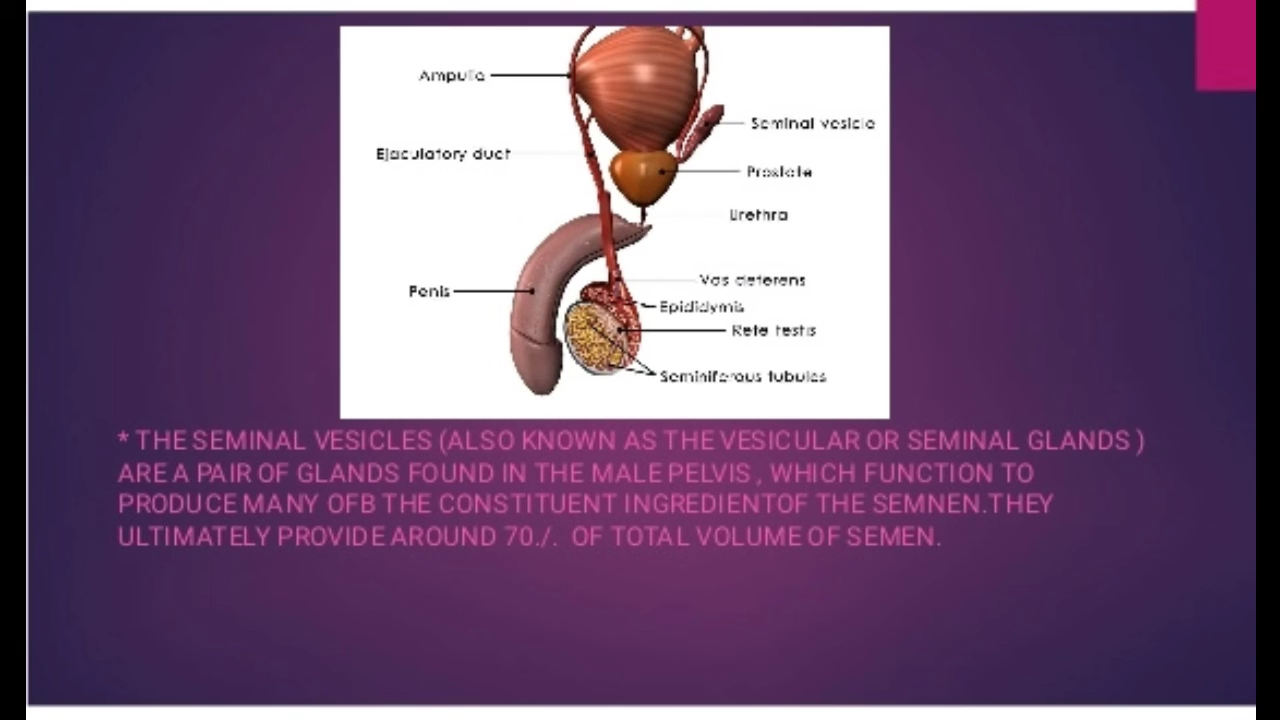 Ampulla
Seminal vesicle
Ejaculatory duct
Prostate
Urethra
Vas deferens
Penis
Epididymis
Rete testis
Seminiferous tubules
* THE SEMINAL VESICLES (ALSO KNOWN AS THE VESICULAR OR SEMINAL GLANDS )
ARE A PAIR OF GLANDS FOUND IN THE MALE PELVIS , WHICH FUNCTION TO
PRODUCE MANY OFB THE CONSTITUENT INGREDIENTOF THE SEMNEN.THEY
ULTIMATELY PROVIDE AROUND 70./. OF TOTAL VOLUME OF SEMEN.